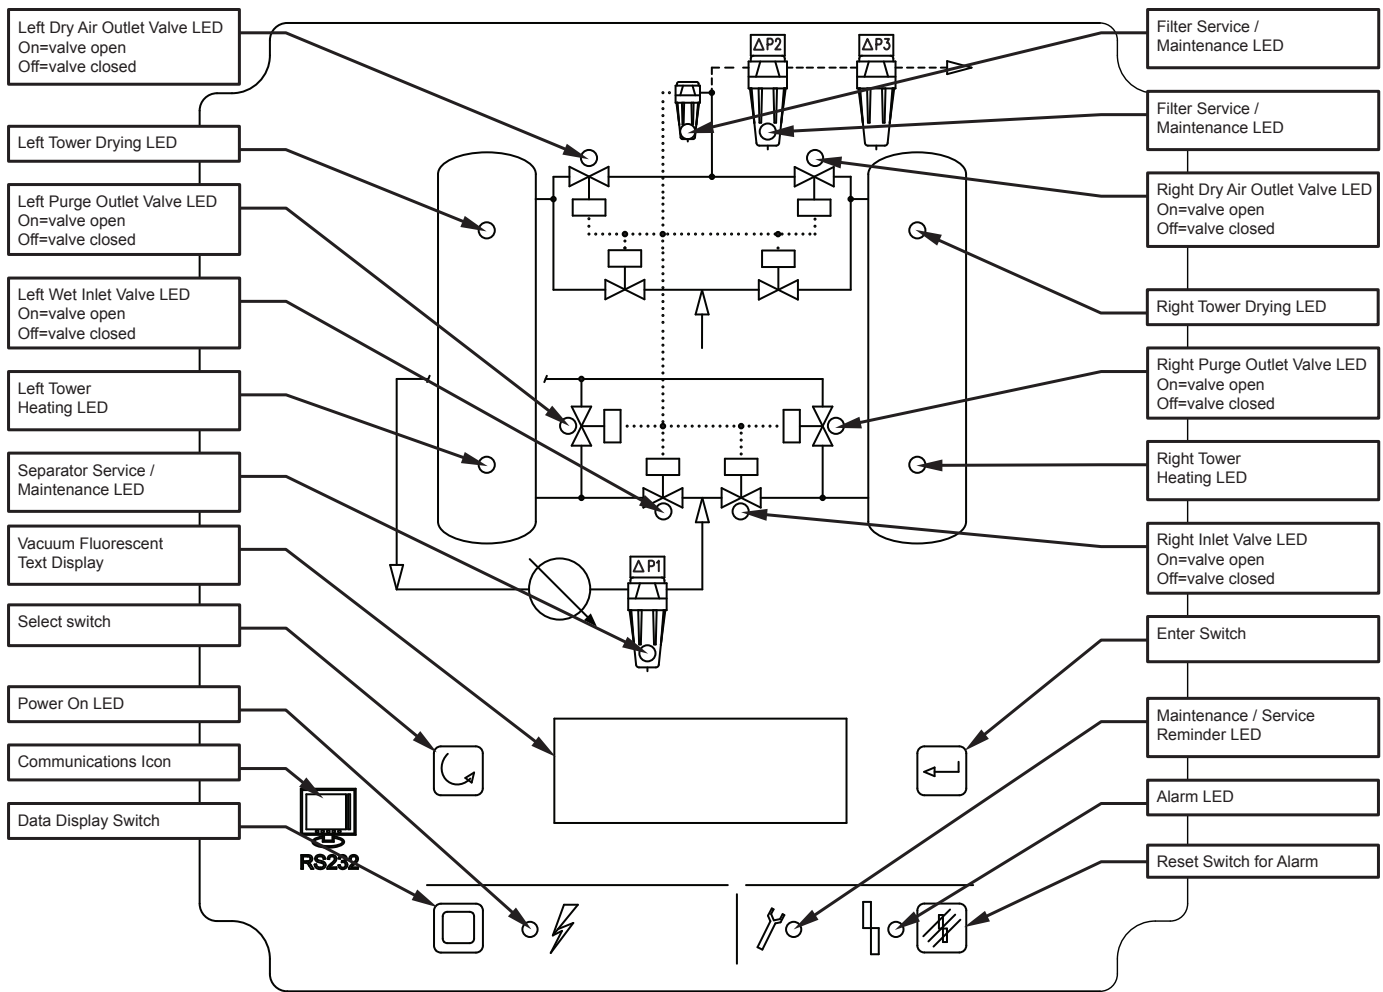 Left Dry Air Outlet Valve LED
On=valve open
Off=valve closed
Left Tower Drying LED
Left Purge Outlet Valve LED
On=valve open
Off=valve closed
Left Wet Inlet Valve LED
On=valve open
Off=valve closed
Left Tower
Heating LED
Separator Service /
Maintenance LED
Vacuum Fluorescent
Text Display
Select switch
Power On LED
Communications Icon
Data Display Switch
△P2
△P3
△P1
RS232
Filter Service /
Maintenance LED
Filter Service /
Maintenance LED
Right Dry Air Outlet Valve LED
On=valve open
Off=valve closed
Right Tower Drying LED
Right Purge Outlet Valve LED
On=valve open
Off=valve closed
Right Tower
Heating LED
Right Inlet Valve LED
On=valve open
Off=valve closed
Enter Switch
Maintenance / Service
Reminder LED
Alarm LED
Reset Switch for Alarm